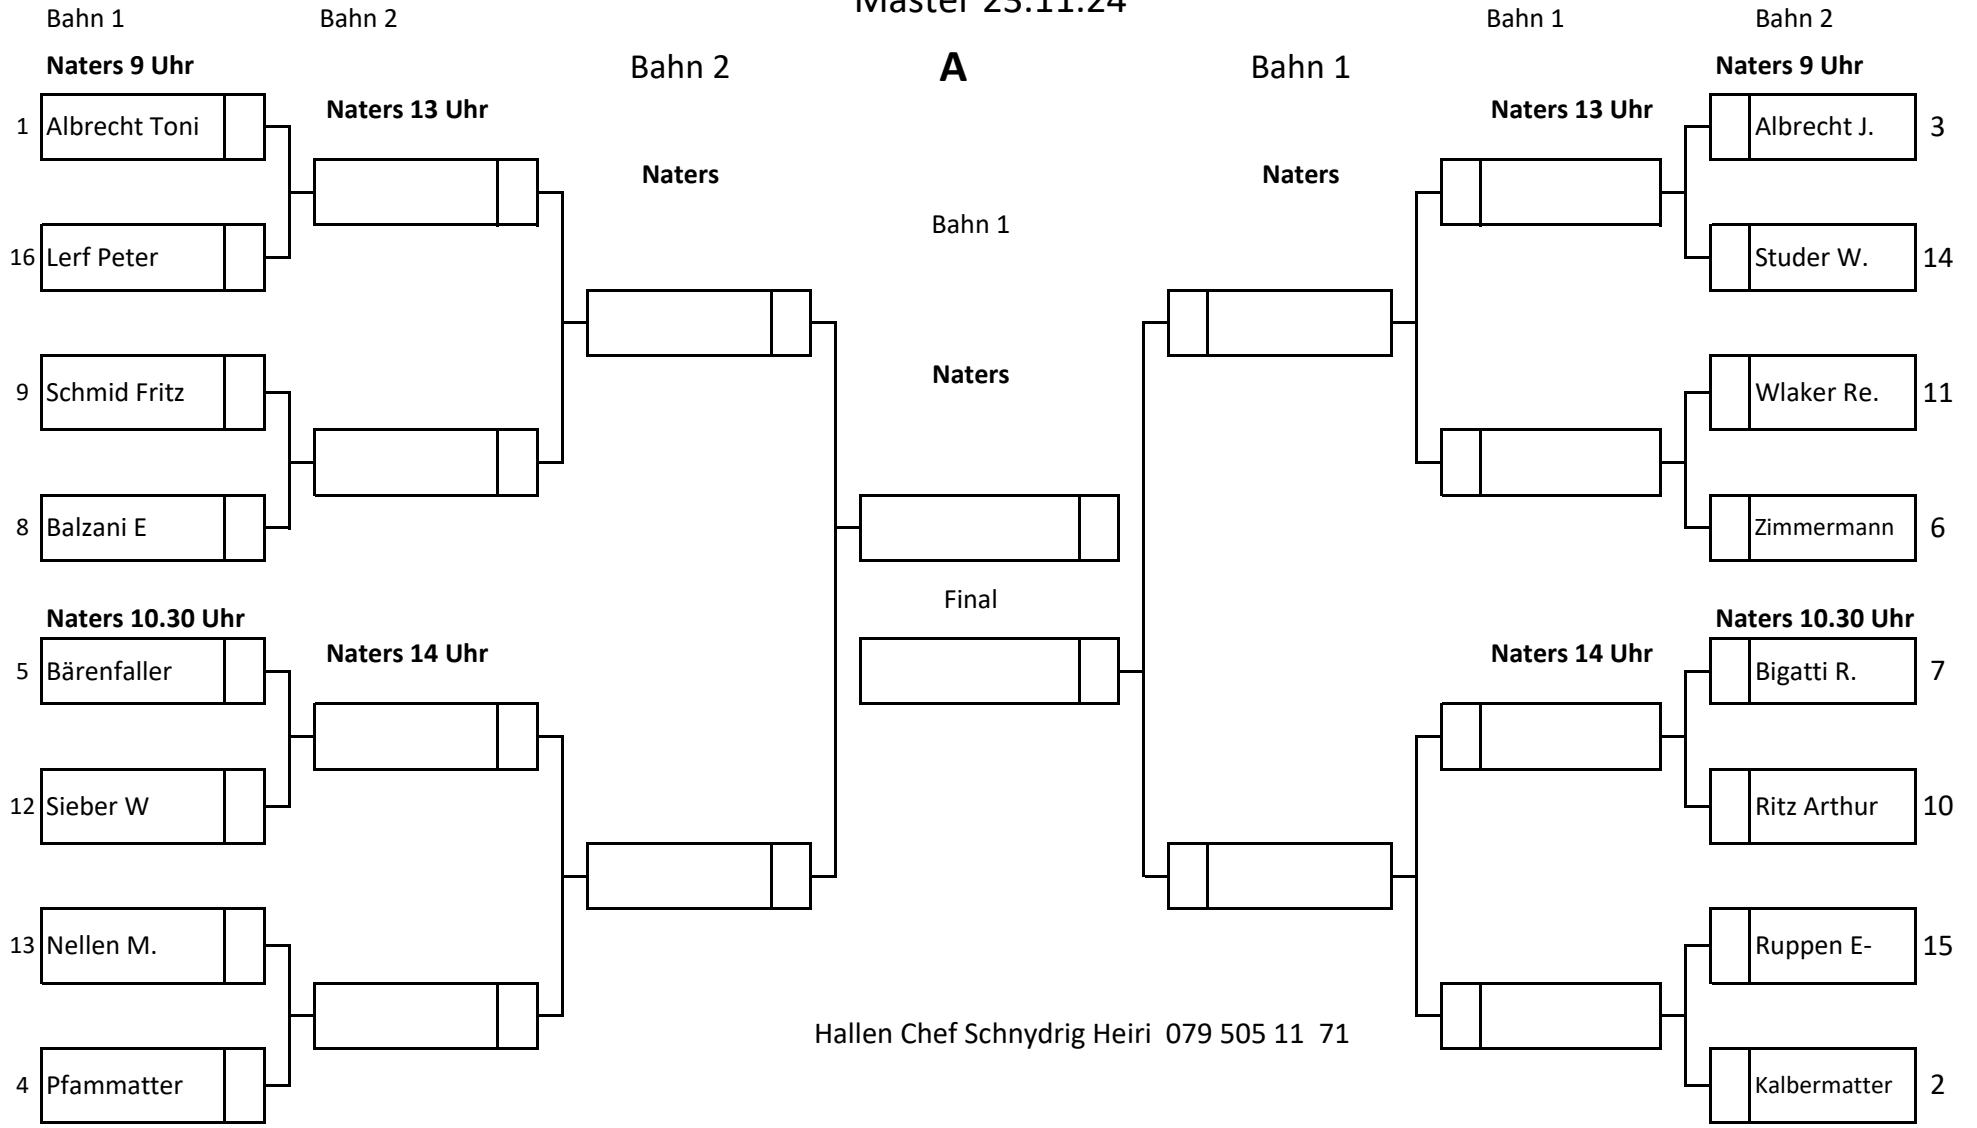 Master 23.11.24
Bahn 1 Bahn 2 Bahn 1 Bahn 2
Naters 9 Uhr Bahn 2 A Bahn 1 Naters 9 Uhr
Naters 13 Uhr Naters 13 Uhr
1 Albrecht Toni Albrecht J. 3
Naters Naters
Bahn 1
16 Lerf Peter Studer W. 14
Naters
9 Schmid Fritz Wlaker Re. 11
8 Balzani E Zimmermann 6
Final
Naters 10.30 Uhr Naters 10.30 Uhr
Naters 14 Uhr Naters 14 Uhr
5 Bärenfaller Bigatti R. 7
12 Sieber W Ritz Arthur 10
13 Nellen M. Ruppen E- 15
Hallen Chef Schnydrig Heiri 079 505 11 71
4 Pfammatter Kalbermatter 2